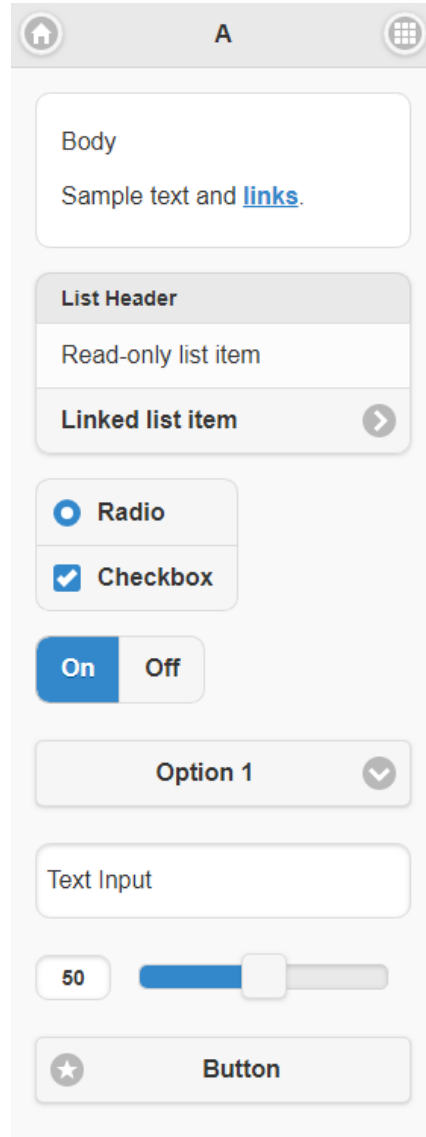 A
Body
Sample text and links.
List Header
Read-only list item
Linked list item
Radio
Checkbox
On Off
Option 1
Text Input
50
Button